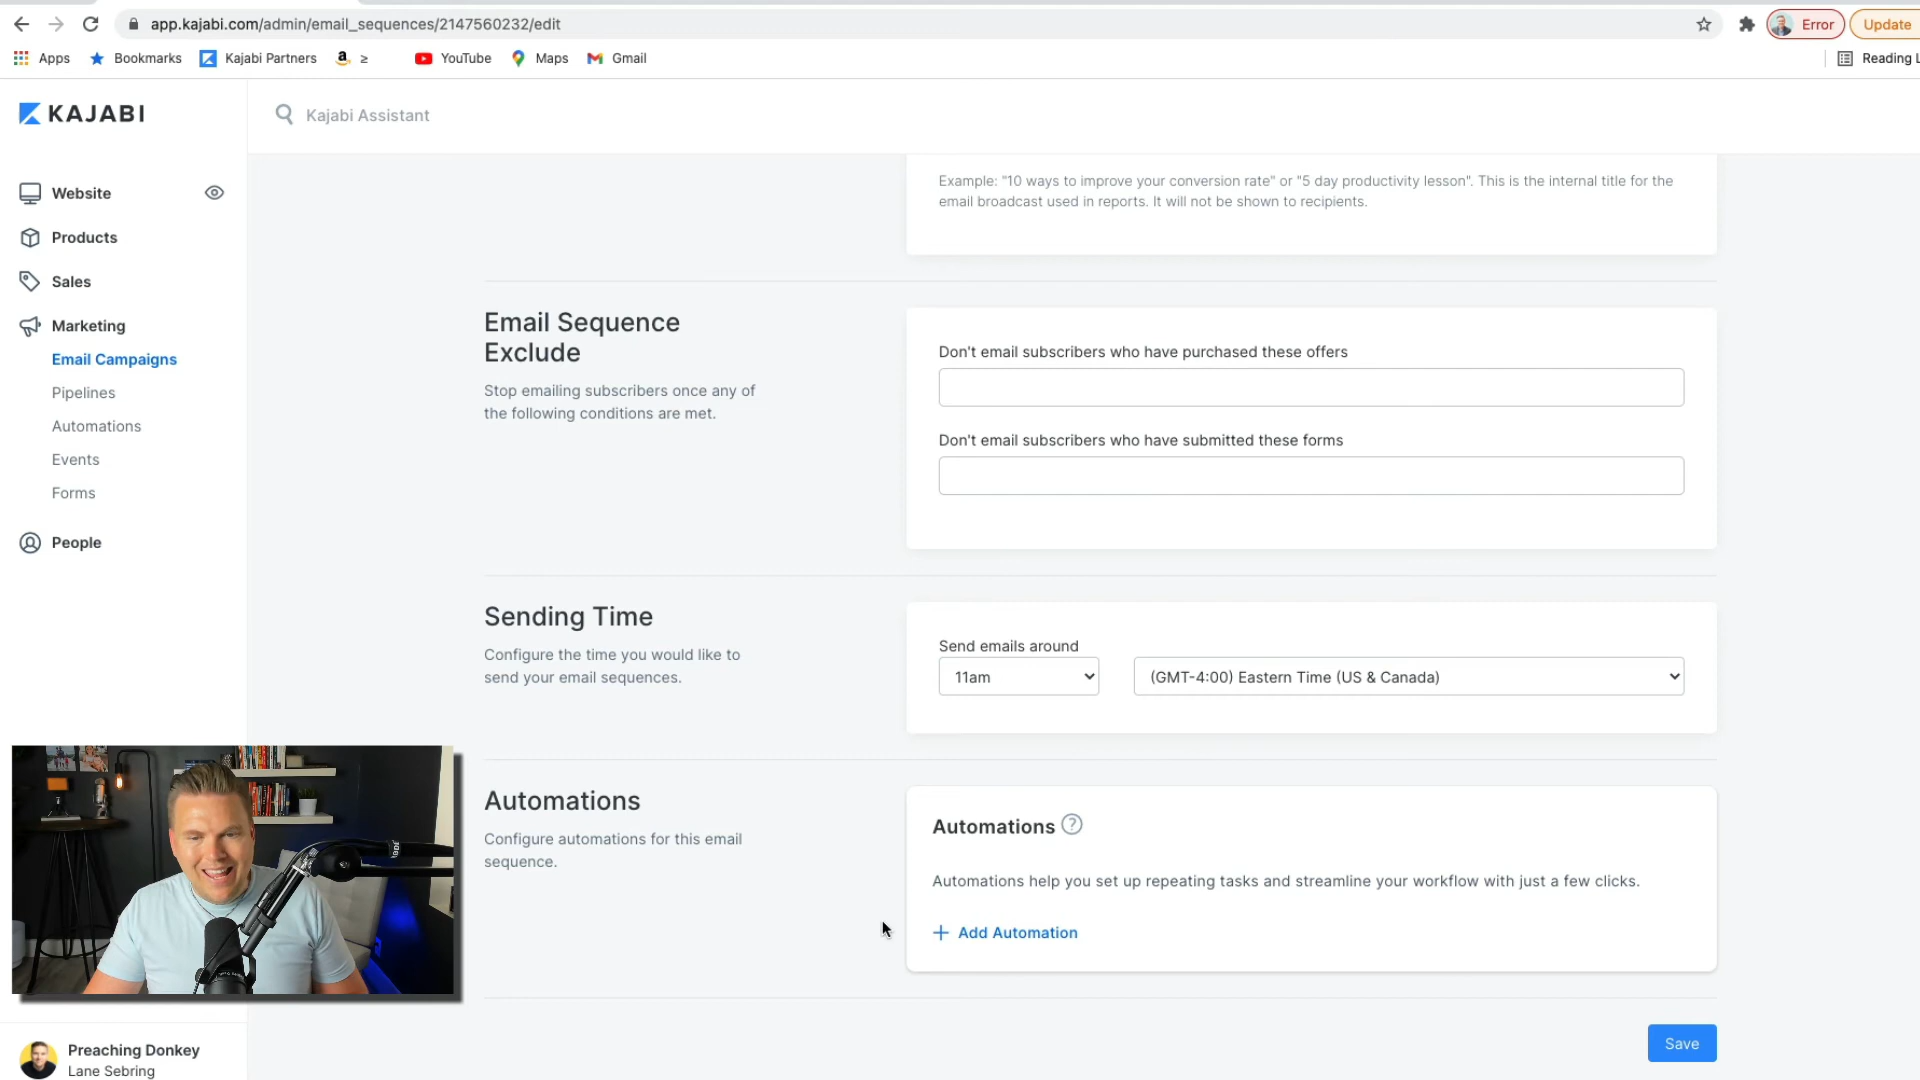 app.kajabi.com/admin/email_sequences/2147560232/edit
Error
Update
Apps
Bookmarks
Kajabi Partners
≥
YouTube
Maps
Gmail
Reading L
KAJABI
Kajabi Assistant
Website
Products
Sales
Marketing
Email Campaigns
Pipelines
Automations
Events
Forms
People
Example: "10 ways to improve your conversion rate" or "5 day productivity lesson". This is the internal title for the
email broadcast used in reports. It will not be shown to recipients.
Email Sequence
Exclude
Stop emailing subscribers once any of
the following conditions are met.
Don't email subscribers who have purchased these offers
Don't email subscribers who have submitted these forms
Sending Time
Configure the time you would like to
send your email sequences.
Send emails around
11am
(GMT-4:00) Eastern Time (US & Canada)
Automations
Configure automations for this email
sequence.
Automations ?
Automations help you set up repeating tasks and streamline your workflow with just a few clicks.
+ Add Automation
Save
Preaching Donkey
Lane Sebring